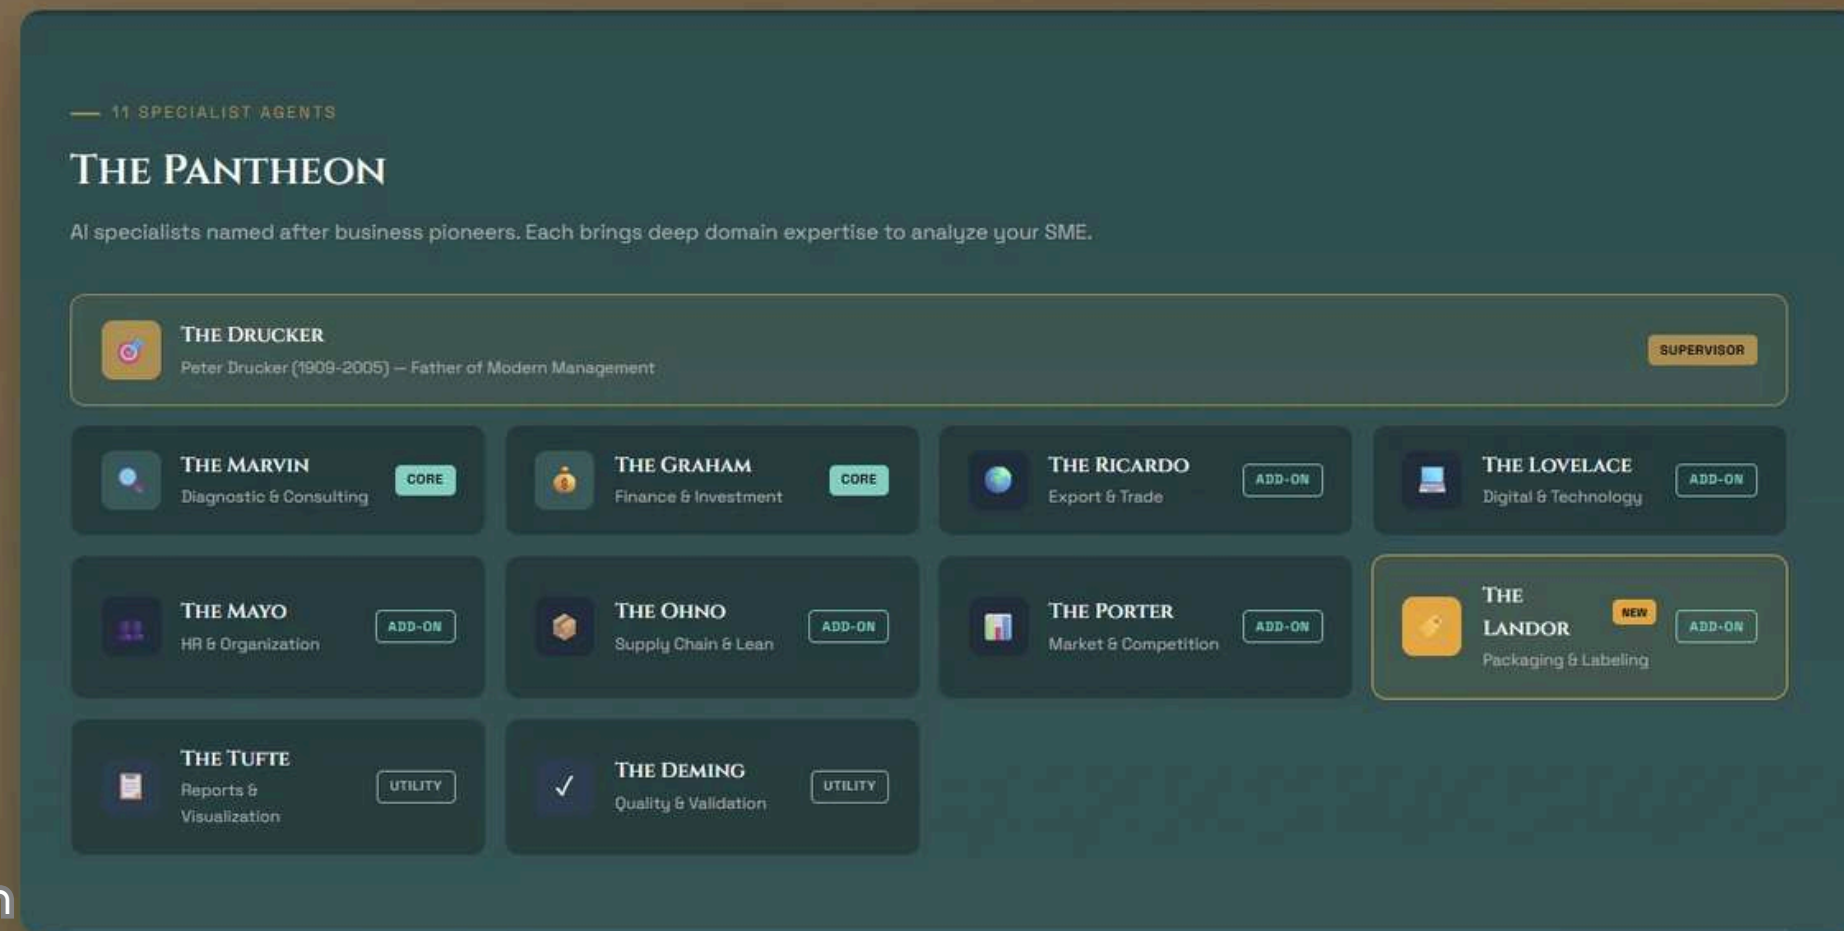 11 SPECIALIST AGENTS
THE PANTHEON
AI specialists named after business pioneers. Each brings deep domain expertise to analyze your SME.
THE DRUCKER
Peter Drucker (1909-2005) — Father of Modern Management
SUPERVISOR
THE MARVIN
Diagnostic & Consulting
CORE
THE GRAHAM
Finance & Investment
CORE
THE RICARDO
Export & Trade
ADD-ON
THE LOVELACE
Digital & Technology
ADD-ON
THE MAYO
HR & Organization
ADD-ON
THE OHNO
Supply Chain & Lean
ADD-ON
THE PORTER
Market & Competition
ADD-ON
THE
LANDOR
NEW
Packaging & Labeling
ADD-ON
THE TUFTE
Reports &
Visualization
UTILITY
THE DEMING
Quality & Validation
UTILITY